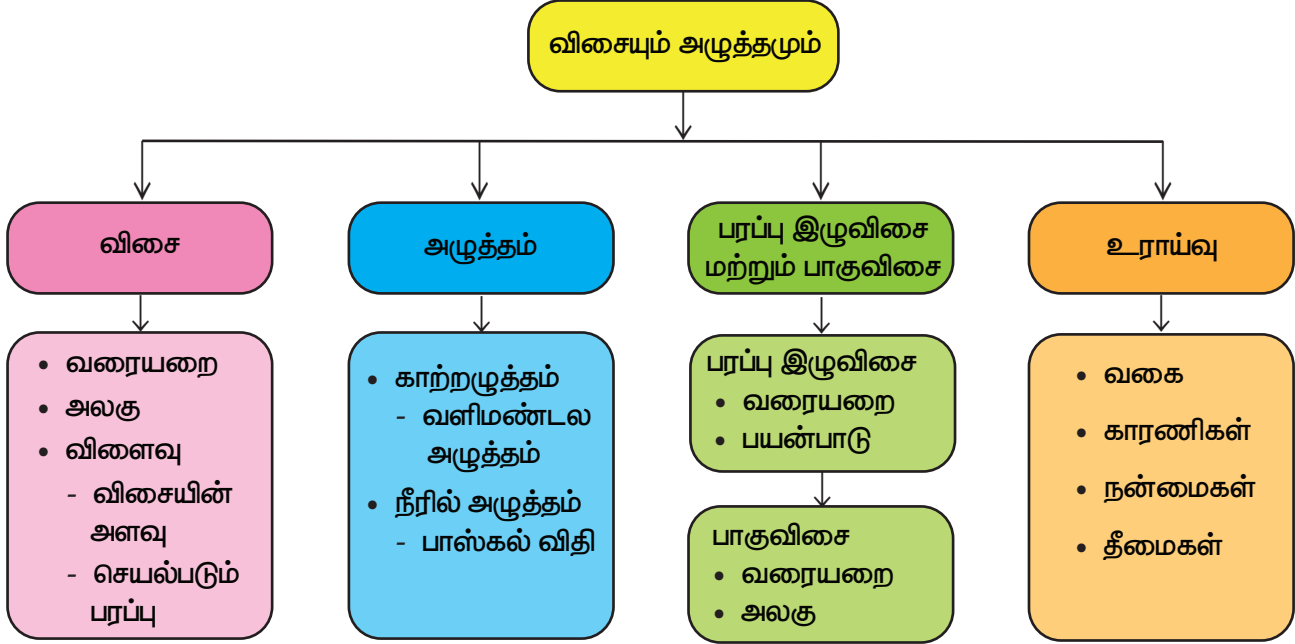 விசையும் அழுத்தமும்
விசை
• வரையறை
• அலகு
• விளைவு
- விசையின்
அளவு
- செயல்படும்
பரப்பு
அழுத்தம்
• காற்றழுத்தம்
- வளிமண்டல
அழுத்தம்
• நீரில் அழுத்தம்
- பாஸ்கல் விதி
பரப்பு இழுவிசை
மற்றும் பாகுவிசை
பரப்பு இழுவிசை
• வரையறை
• பயன்பாடு
பாகுவிசை
• வரையறை
• அலகு
உராய்வு
• வகை
• காரணிகள்
• நன்மைகள்
• தீமைகள்